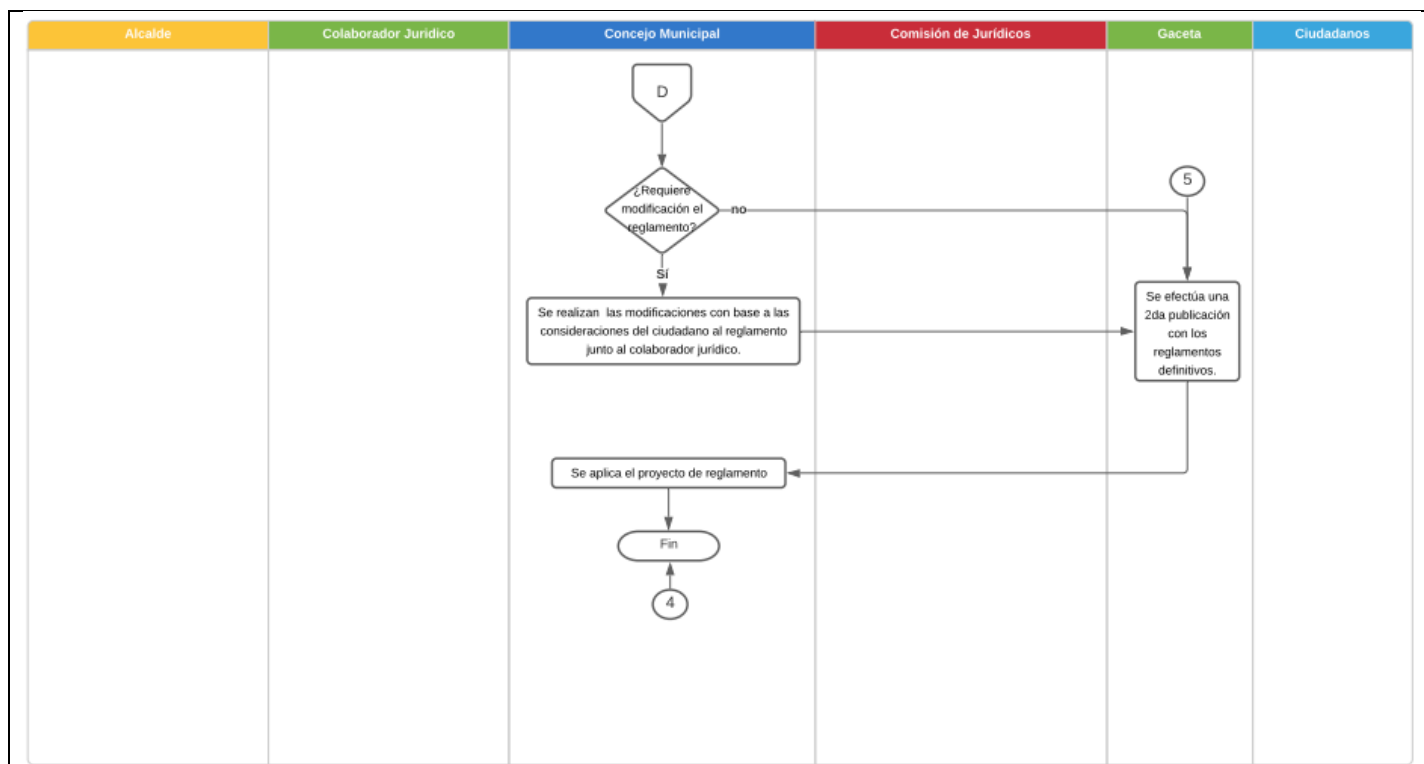 Alcalde
Colaborador Jurídico
Concejo Municipal
Comisión de Jurídicos
Gaceta
Ciudadanos
D
¿Requiere
modificación el
reglamento?
no
5
Sí
Se realizan las modificaciones con base a las
consideraciones del ciudadano al reglamento
junto al colaborador jurídico.
Se efectúa una
2da publicación
con los
reglamentos
definitivos.
Se aplica el proyecto de reglamento
Fin
4